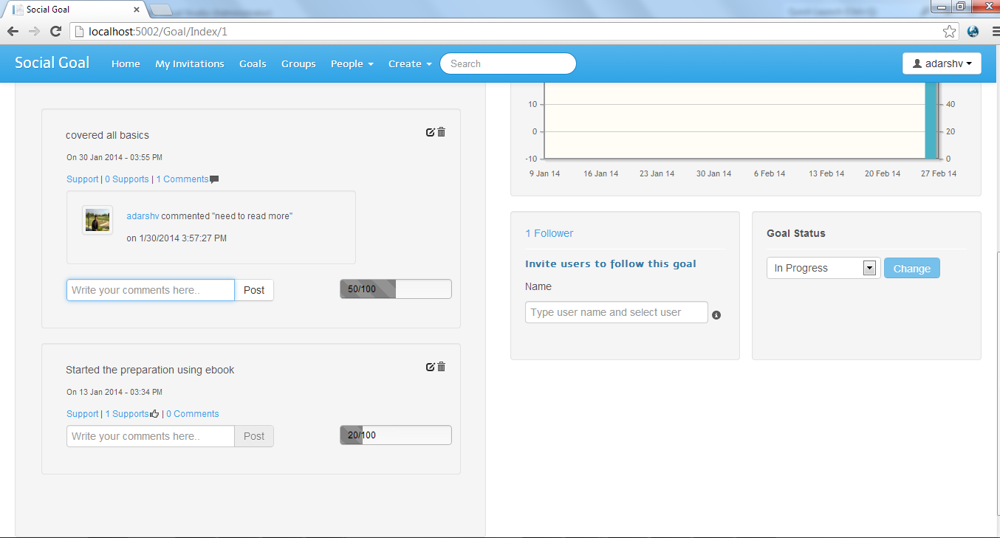 Social Goal
localhost:5002/Goal/Index/1
Social Goal Home My Invitations Goals Groups People Create Search adarshv
covered all basics
On 30 Jan 2014 - 03:55 PM
Support | 0 Supports | 1 Comments
adarshv commented "need to read more"
on 1/30/2014 3:57:27 PM
Write your comments here.. Post 50/100
Started the preparation using ebook
On 13 Jan 2014 - 03:34 PM
Support | 1 Supports | 0 Comments
Write your comments here.. Post 20/100
10 40
0 20
-10 0
9 Jan 14 16 Jan 14 23 Jan 14 30 Jan 14 6 Feb 14 13 Feb 14 20 Feb 14 27 Feb 14
1 Follower
Invite users to follow this goal
Name
Type user name and select user
Goal Status
In Progress Change